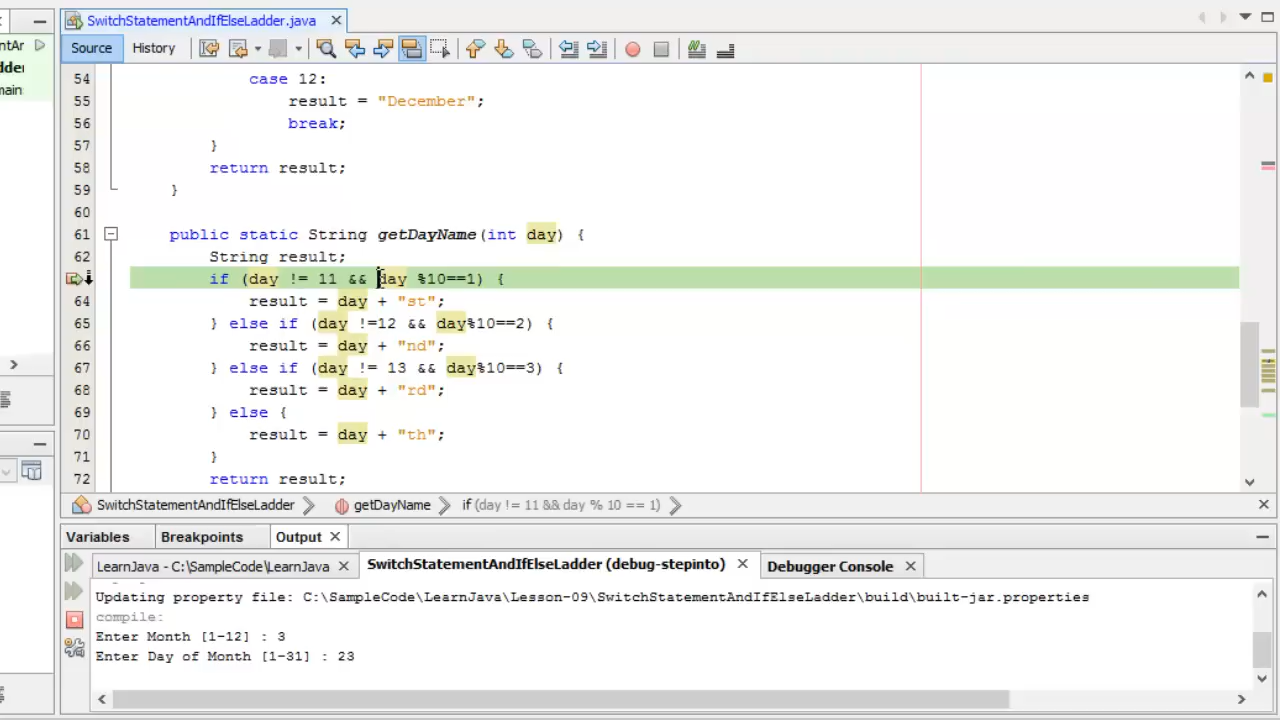 SwitchStatementAndIfElseLadder.java
Source History
54 case 12:
55 result = "December";
56 break;
57 }
58 return result;
59 }
60
61 public static String getDayName(int day) {
62 String result;
if (day != 11 && day %10==1) {
64 result = day + "st";
65 } else if (day !=12 && day%10==2) {
66 result = day + "nd";
67 } else if (day != 13 && day%10==3) {
68 result = day + "rd";
69 } else {
70 result = day + "th";
71 }
72 return result;
SwitchStatementAndIfElseLadder getDayName if (day != 11 && day % 10 == 1)
Variables Breakpoints Output
LearnJava - C:\SampleCode\LearnJava SwitchStatementAndIfElseLadder (debug-stepinto) Debugger Console
Updating property file: C:\SampleCode\LearnJava\Lesson-09\SwitchStatementAndIfElseLadder\build\built-jar.properties
compile:
Enter Month [1-12] : 3
Enter Day of Month [1-31] : 23